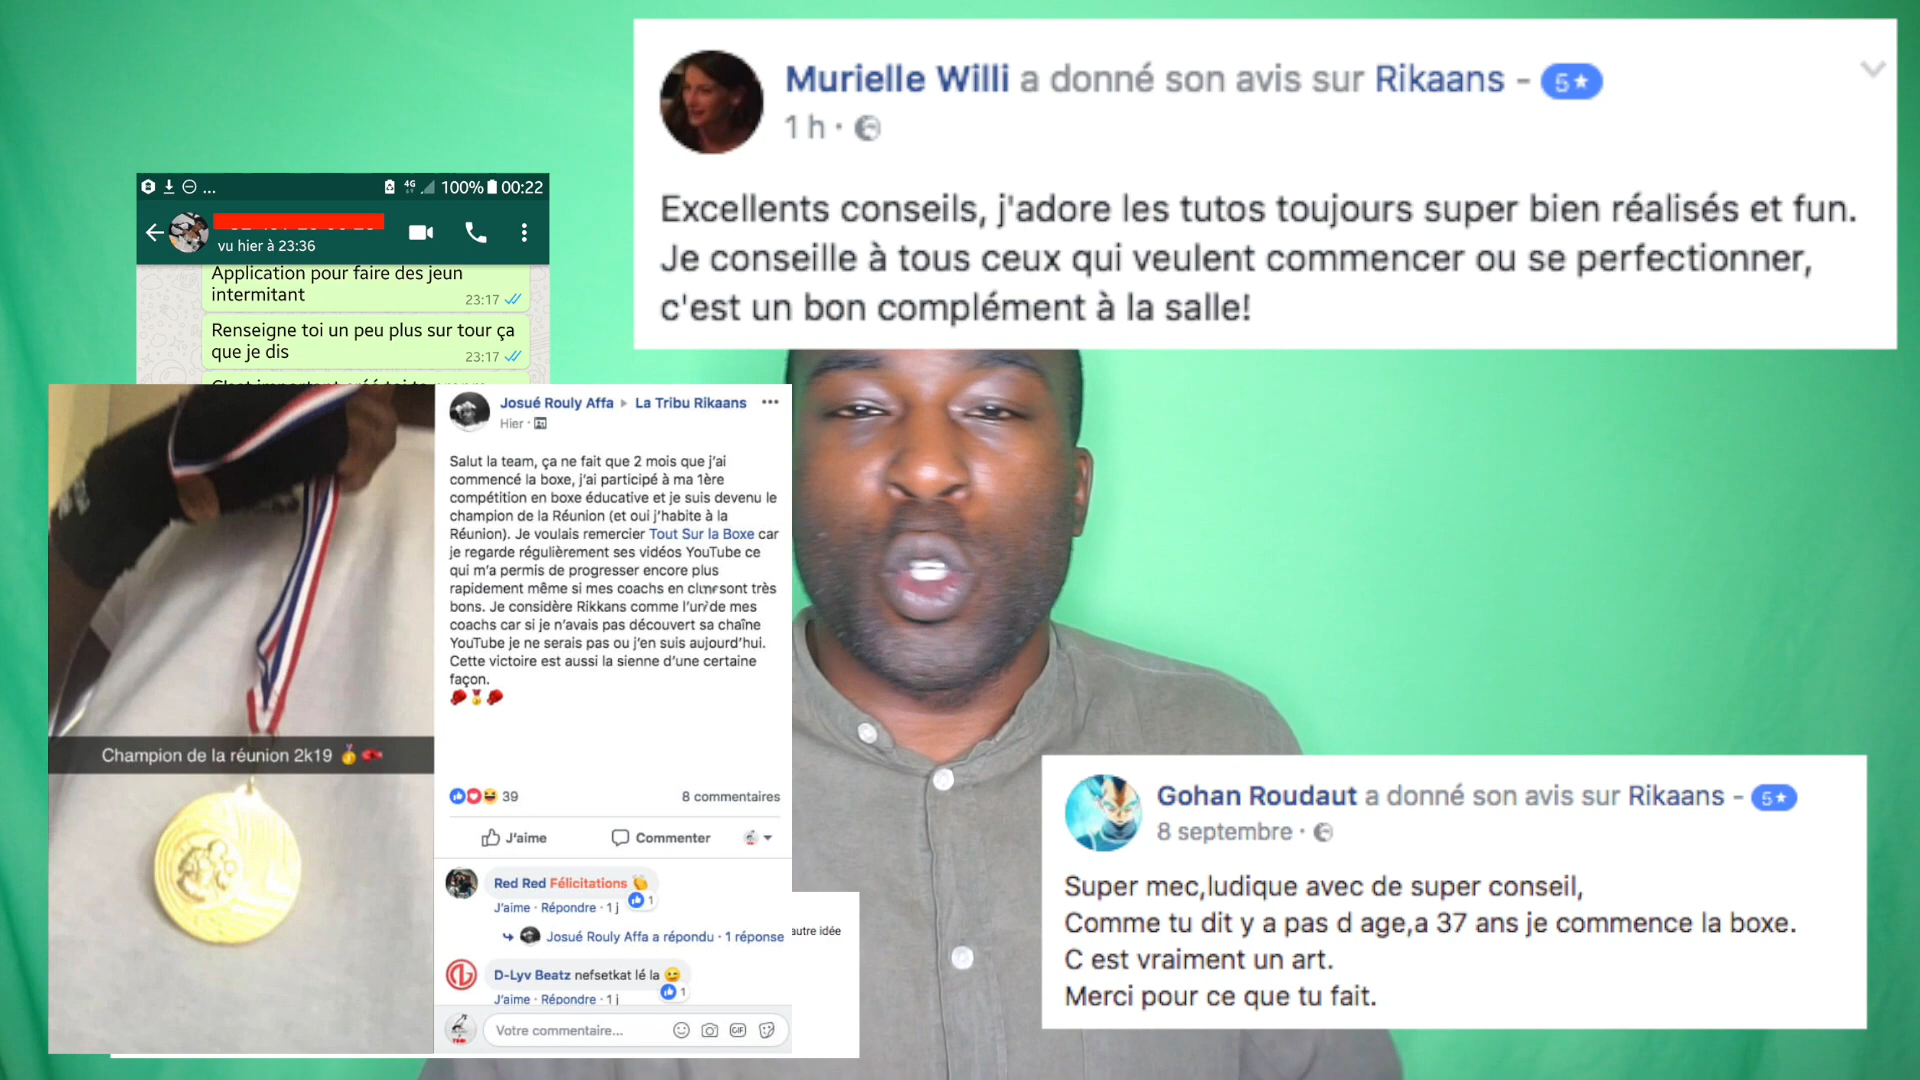 Murielle Willi a donné son avis sur Rikaans - 5★
1 h ·
Excellents conseils, j'adore les tutos toujours super bien réalisés et fun.
Je conseille à tous ceux qui veulent commencer ou se perfectionner,
c'est un bon complément à la salle!
... 4G 100% 00:22
vu hier à 23:36
Application pour faire des jeun
intermitant
23:17
Renseigne toi un peu plus sur tour ça
que je dis
23:17
Josué Rouly Affa ▸ La Tribu Rikaans
Hier ·
Salut la team, ça ne fait que 2 mois que j'ai
commencé la boxe, j'ai participé à ma 1ère
compétition en boxe éducative et je suis devenu le
champion de la Réunion (et oui j'habite à la
Réunion). Je voulais remercier Tout Sur la Boxe car
je regarde régulièrement ses vidéos YouTube ce
qui m'a permis de progresser encore plus
rapidement même si mes coachs en sont très
bons. Je considère Rikkans comme l'un de mes
coachs car si je n'avais pas découvert sa chaîne
YouTube je ne serais pas ou j'en suis aujourd'hui.
Cette victoire est aussi la sienne d'une certaine
façon.
🥊🏅🥊
Champion de la réunion 2k19 🥇🥊
39
8 commentaires
J'aime
Commenter
Red Red Félicitations 👏
J'aime · Répondre · 1 j
1
Josué Rouly Affa a répondu · 1 réponse
D-Lyv Beatz nefsetkat lé la 😉
J'aime · Répondre · 1 j
1
Votre commentaire...
GIF
autre idée
Gohan Roudaut a donné son avis sur Rikaans - 5★
8 septembre ·
Super mec,ludique avec de super conseil,
Comme tu dit y a pas d age,a 37 ans je commence la boxe.
C est vraiment un art.
Merci pour ce que tu fait.